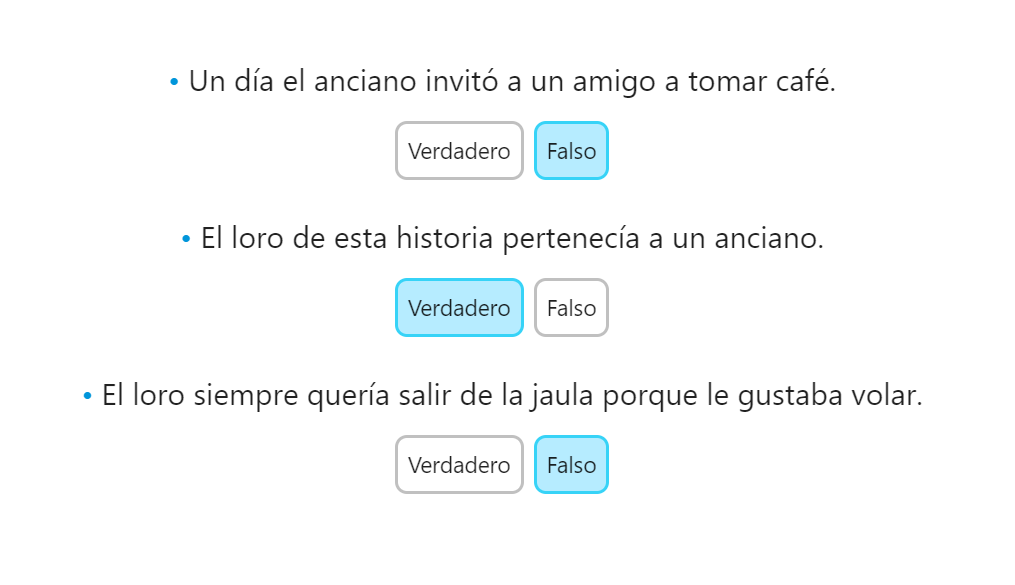 • Un día el anciano invitó a un amigo a tomar café.
Verdadero Falso
• El loro de esta historia pertenecía a un anciano.
Verdadero Falso
• El loro siempre quería salir de la jaula porque le gustaba volar.
Verdadero Falso